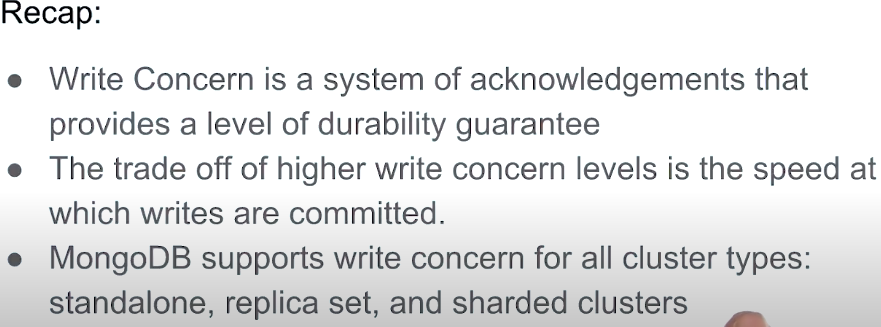 Recap:
● Write Concern is a system of acknowledgements that
provides a level of durability guarantee
● The trade off of higher write concern levels is the speed at
which writes are committed.
● MongoDB supports write concern for all cluster types:
standalone, replica set, and sharded clusters